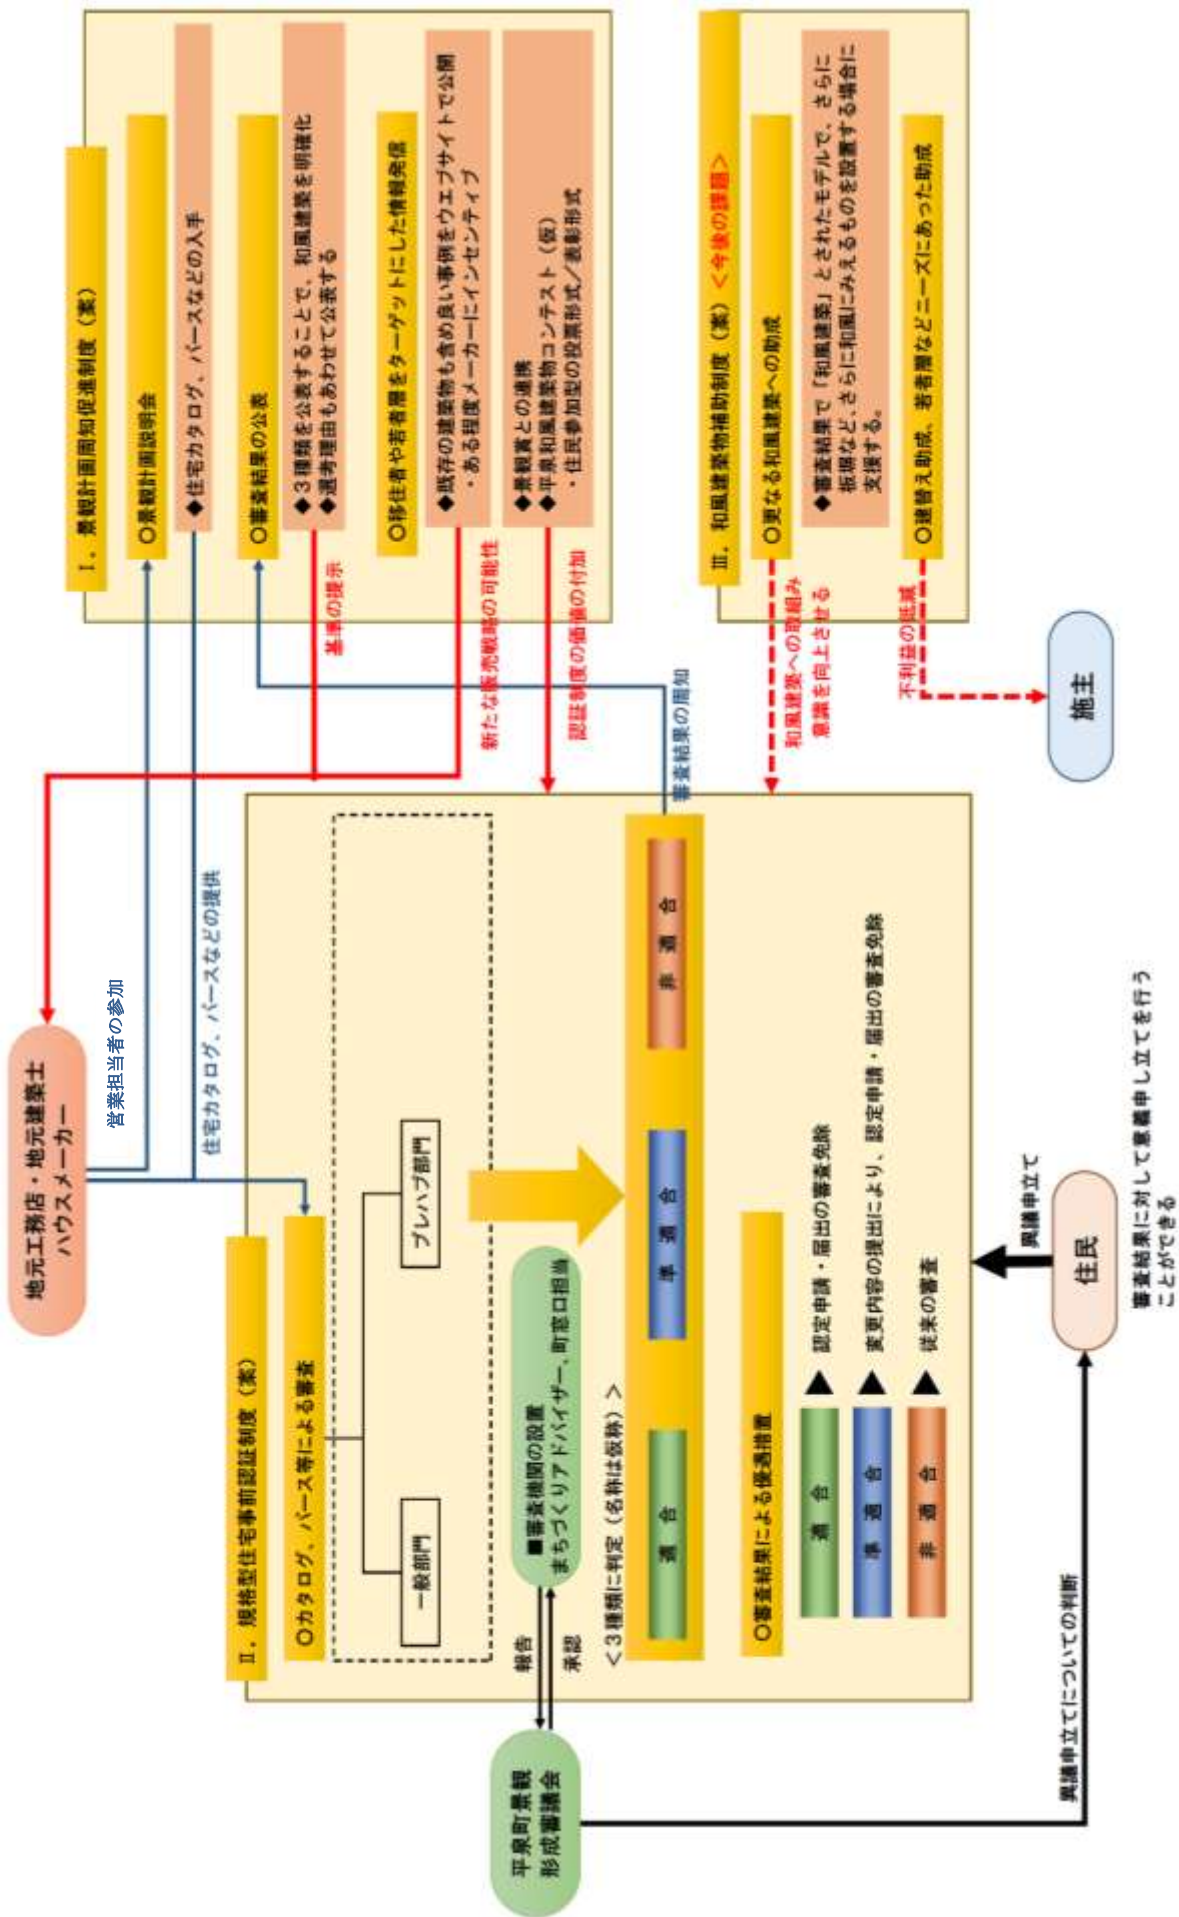 地元工務店・地元建築士
ハウスメーカー
営業担当者の参加
住宅カタログ、パースなどの提供
Ⅱ．規格型住宅事前認証制度（案）
○カタログ、パース等による審査
一般部門
プレハブ部門
■審査機関の設置
まちづくりアドバイザー、町窓口担当
報告
承認
平泉町景観
形成審議会
＜３種類に判定（名称は仮称）＞
適　合
準　適　合
非　適　合
○審査結果による優遇措置
適　合
▶
認定申請・届出の審査免除
準　適　合
▶
変更内容の提出により、認定申請・届出の審査免除
非　適　合
▶
従来の審査
異議申立て
住民
審査結果に対して意義申し立てを行う
ことができる
異議申立てについての判断
Ⅰ．景観計画周知促進制度（案）
○景観計画説明会
◆住宅カタログ、パースなどの入手
○審査結果の公表
◆３種類を公表することで、和風建築を明確化
◆選考理由もあわせて公表する
○移住者や若者層をターゲットにした情報発信
◆既存の建築物も含め良い事例をウエブサイトで公開
・ある程度メーカーにインセンティブ
◆景観賞との連携
◆平泉和風建築物コンテスト（仮）
・住民参加型の投票形式／表彰形式
基準の提示
新たな販売戦略の可能性
認証制度の価値の付加
審査結果の周知
Ⅲ．和風建築物補助制度（案）＜今後の課題＞
○更なる和風建築への助成
◆審査結果で「和風建築」とされたモデルで、さらに
板塀など、さらに和風にみえるものを設置する場合に
支援する。
○建替え助成、若者層などニーズにあった助成
和風建築への取組み
意識を向上させる
不利益の低減
施主